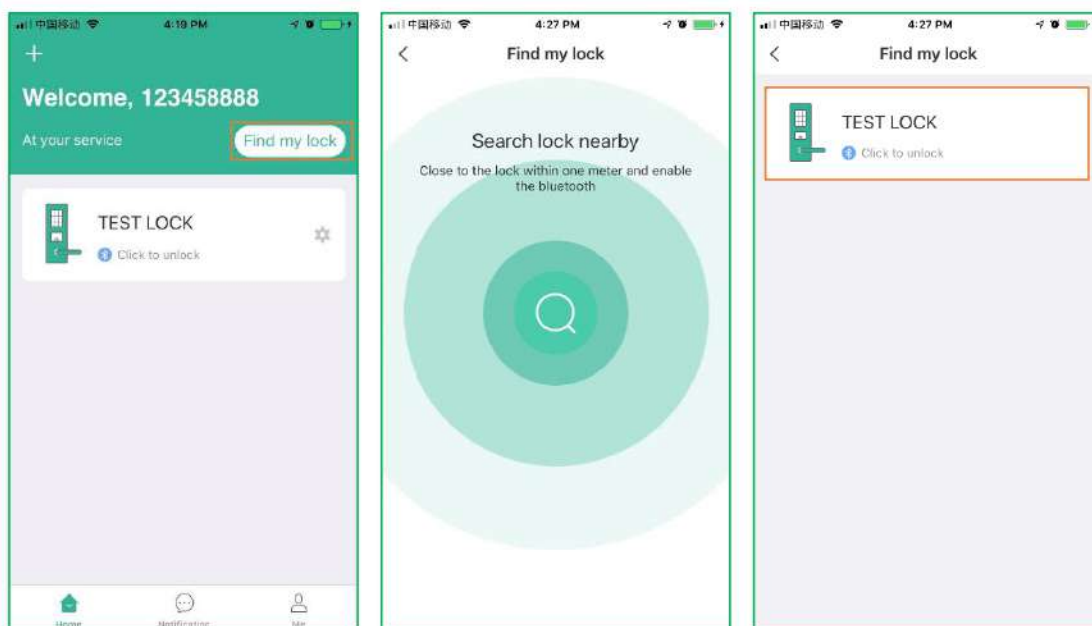 中国移动
4:19 PM
Welcome, 123458888
At your service
Find my lock
TEST LOCK
Click to unlock
Home
Notification
Me
中国移动
4:27 PM
Find my lock
Search lock nearby
Close to the lock within one meter and enable
the bluetooth
中国移动
4:27 PM
Find my lock
TEST LOCK
Click to unlock